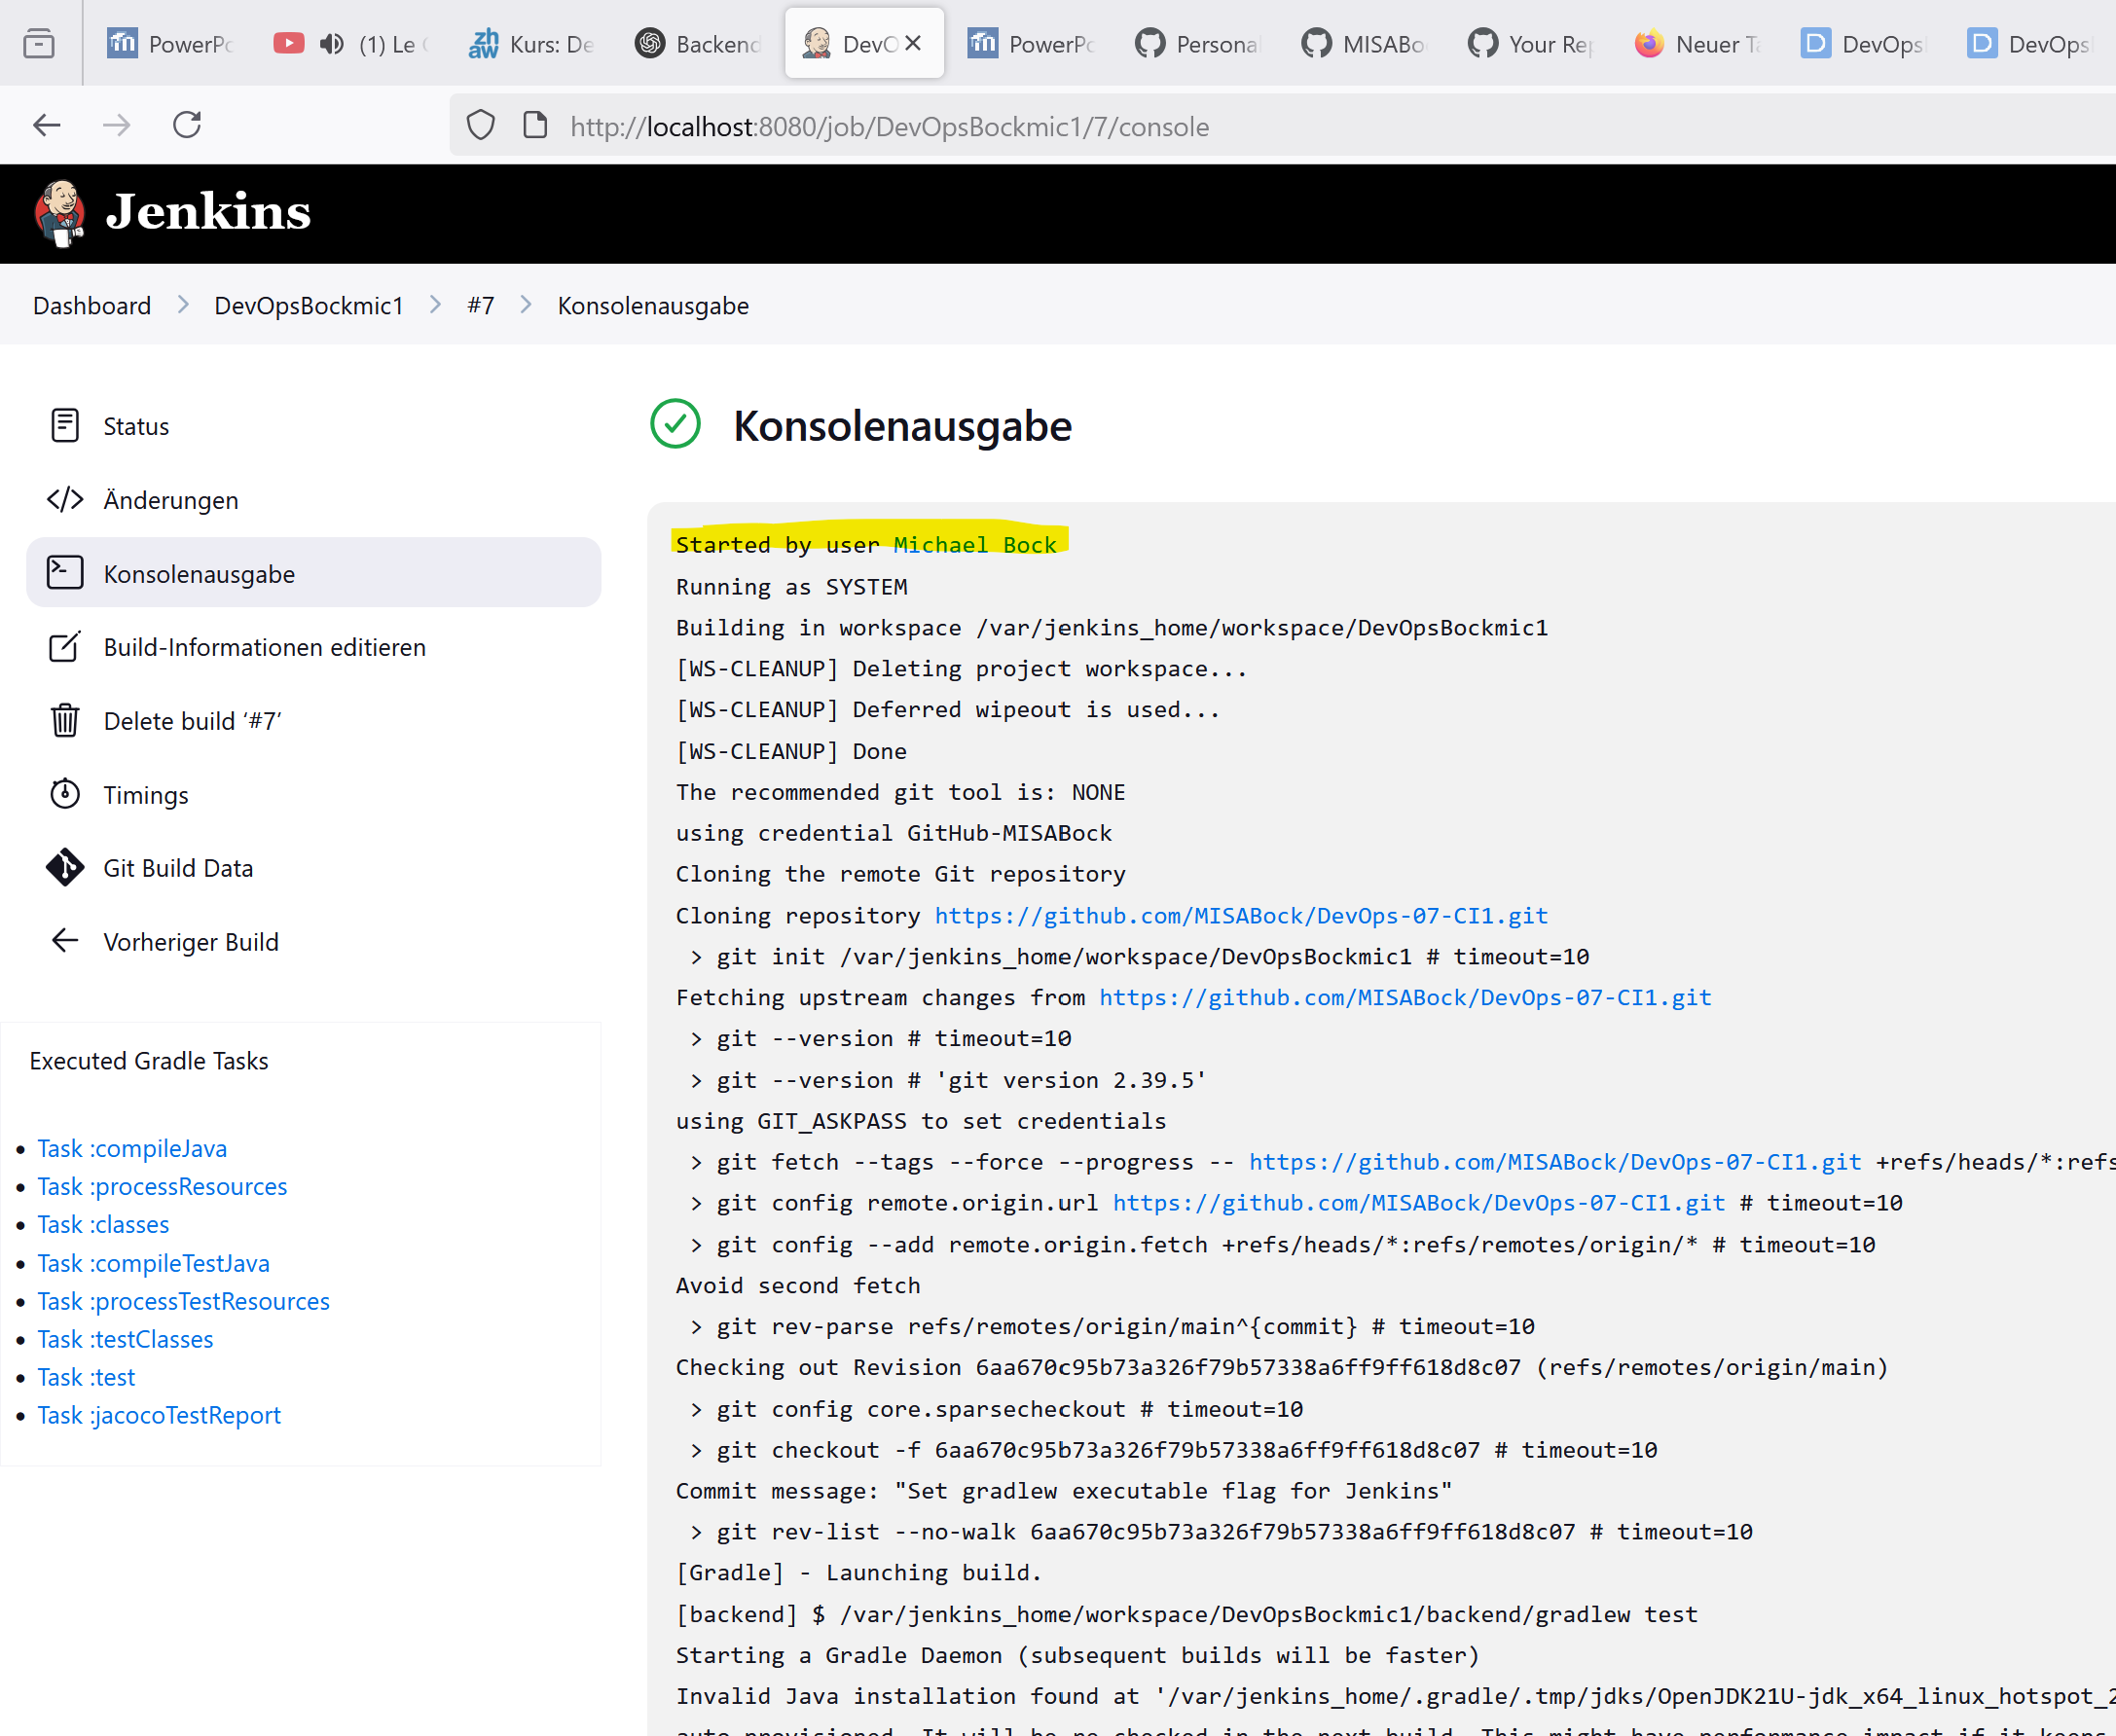 PowerPo
(1) Le
zh
aw
Kurs: De
Backend
DevO
PowerPo
Personal
MISABo
Your Rep
Neuer Ta
DevOps
DevOps
http://localhost:8080/job/DevOpsBockmic1/7/console
Jenkins
Dashboard > DevOpsBockmic1 > #7 > Konsolenausgabe
Status
Änderungen
Konsolenausgabe
Build-Informationen editieren
Delete build ‘#7’
Timings
Git Build Data
Vorheriger Build
Executed Gradle Tasks
Task :compileJava
Task :processResources
Task :classes
Task :compileTestJava
Task :processTestResources
Task :testClasses
Task :test
Task :jacocoTestReport
Konsolenausgabe
Started by user Michael Bock
Running as SYSTEM
Building in workspace /var/jenkins_home/workspace/DevOpsBockmic1
[WS-CLEANUP] Deleting project workspace...
[WS-CLEANUP] Deferred wipeout is used...
[WS-CLEANUP] Done
The recommended git tool is: NONE
using credential GitHub-MISABock
Cloning the remote Git repository
Cloning repository https://github.com/MISABock/DevOps-07-CI1.git
> git init /var/jenkins_home/workspace/DevOpsBockmic1 # timeout=10
Fetching upstream changes from https://github.com/MISABock/DevOps-07-CI1.git
> git --version # timeout=10
> git --version # 'git version 2.39.5'
using GIT_ASKPASS to set credentials
> git fetch --tags --force --progress -- https://github.com/MISABock/DevOps-07-CI1.git +refs/heads/*:refs
> git config remote.origin.url https://github.com/MISABock/DevOps-07-CI1.git # timeout=10
> git config --add remote.origin.fetch +refs/heads/*:refs/remotes/origin/* # timeout=10
Avoid second fetch
> git rev-parse refs/remotes/origin/main^{commit} # timeout=10
Checking out Revision 6aa670c95b73a326f79b57338a6ff9ff618d8c07 (refs/remotes/origin/main)
> git config core.sparsecheckout # timeout=10
> git checkout -f 6aa670c95b73a326f79b57338a6ff9ff618d8c07 # timeout=10
Commit message: "Set gradlew executable flag for Jenkins"
> git rev-list --no-walk 6aa670c95b73a326f79b57338a6ff9ff618d8c07 # timeout=10
[Gradle] - Launching build.
[backend] $ /var/jenkins_home/workspace/DevOpsBockmic1/backend/gradlew test
Starting a Gradle Daemon (subsequent builds will be faster)
Invalid Java installation found at '/var/jenkins_home/.gradle/.tmp/jdks/OpenJDK21U-jdk_x64_linux_hotspot_2